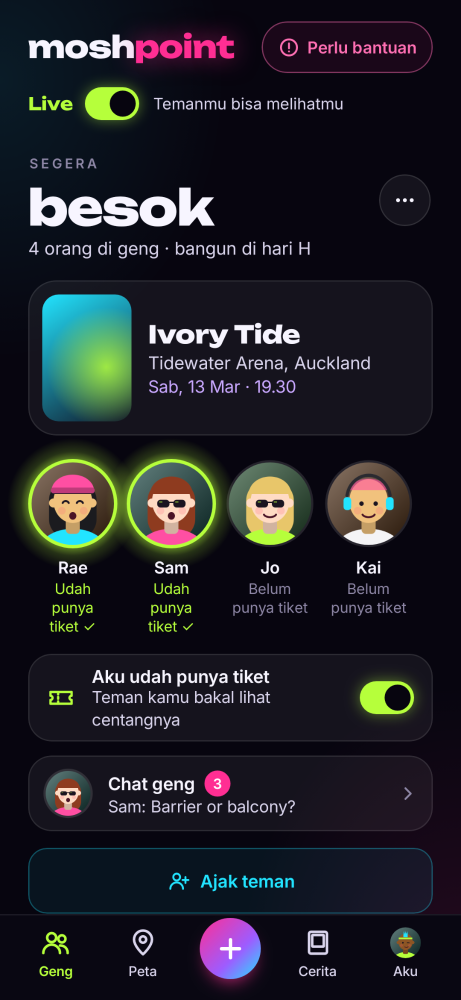 moshpoint
Perlu bantuan
Live
Temanmu bisa melihatmu
SEGERA
besok
4 orang di geng · bangun di hari H
Ivory Tide
Tidewater Arena, Auckland
Sab, 13 Mar · 19.30
Rae
Udah
punya
tiket ✓
Sam
Udah
punya
tiket ✓
Jo
Belum
punya tiket
Kai
Belum
punya tiket
Aku udah punya tiket
Teman kamu bakal lihat
centangnya
Chat geng 3
Sam: Barrier or balcony?
Ajak teman
Geng
Peta
Cerita
Aku